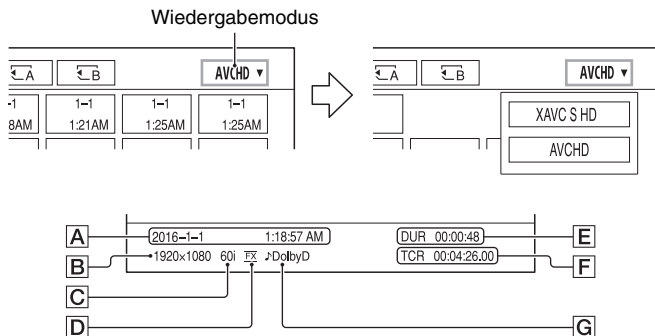 Wiedergabemodus
A B AVCHD ▼ A B AVCHD ▼
-1 1–1 1–1 1–1
8AM 1:21AM 1:25AM 1:25AM
XAVC S HD
AVCHD
A 2016–1–1 1:18:57 AM DUR 00:00:48 E
B 1920×1080 60i FX ♪DolbyD TCR 00:04:26.00 F
C
D G